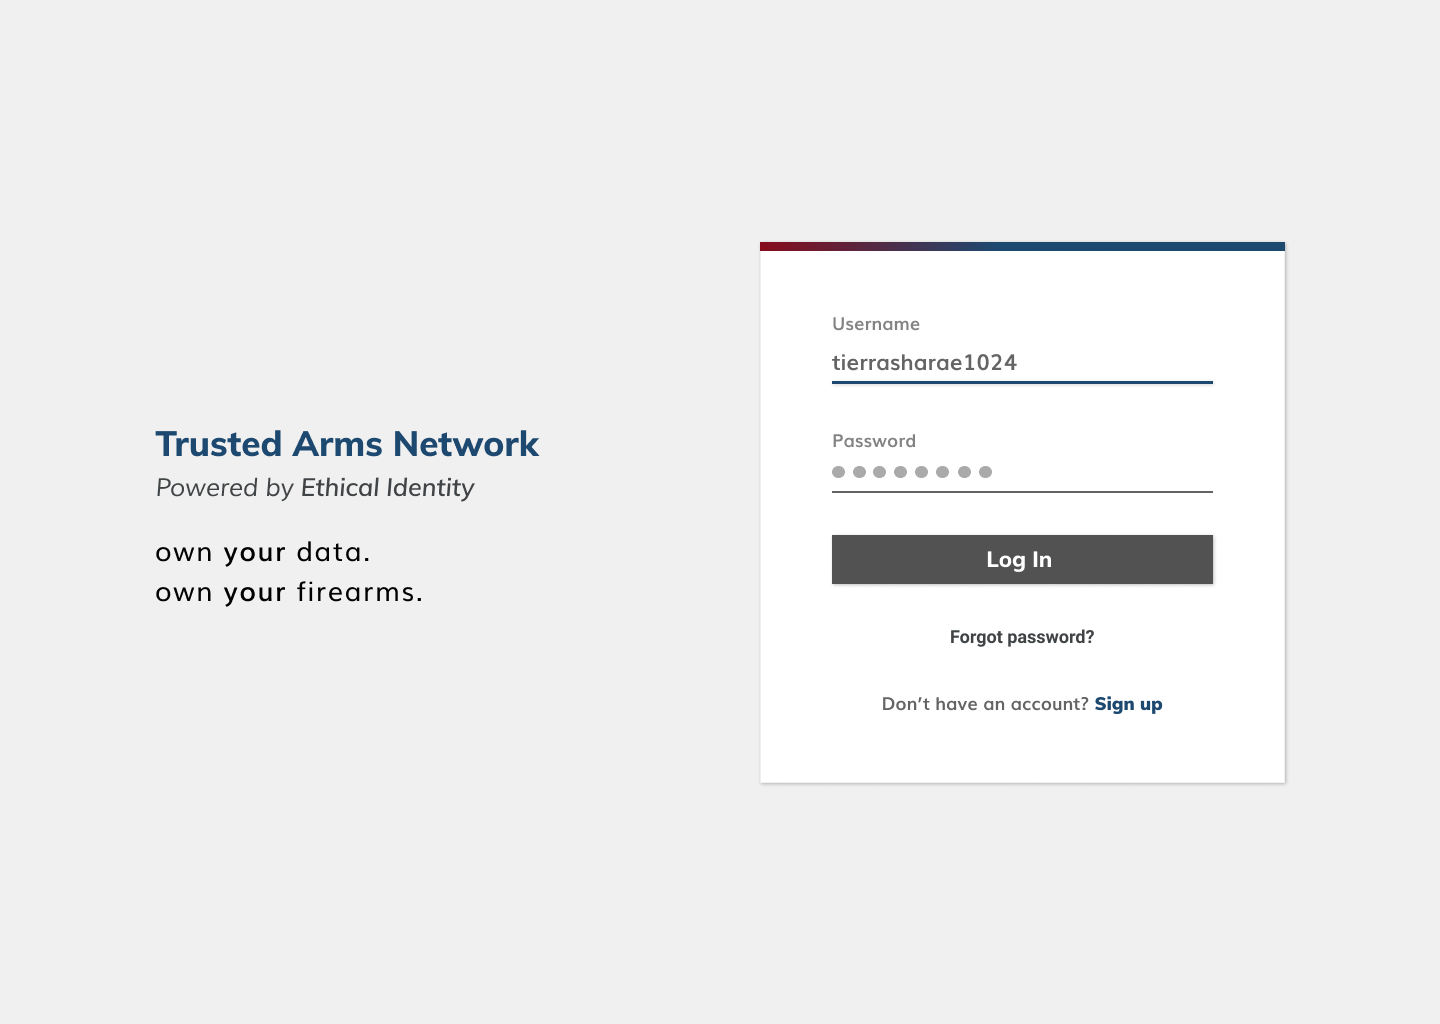 Trusted Arms Network
Powered by Ethical Identity
own your data.
own your firearms.
Username
tierrasharae1024
Password
Log In
Forgot password?
Don't have an account? Sign up